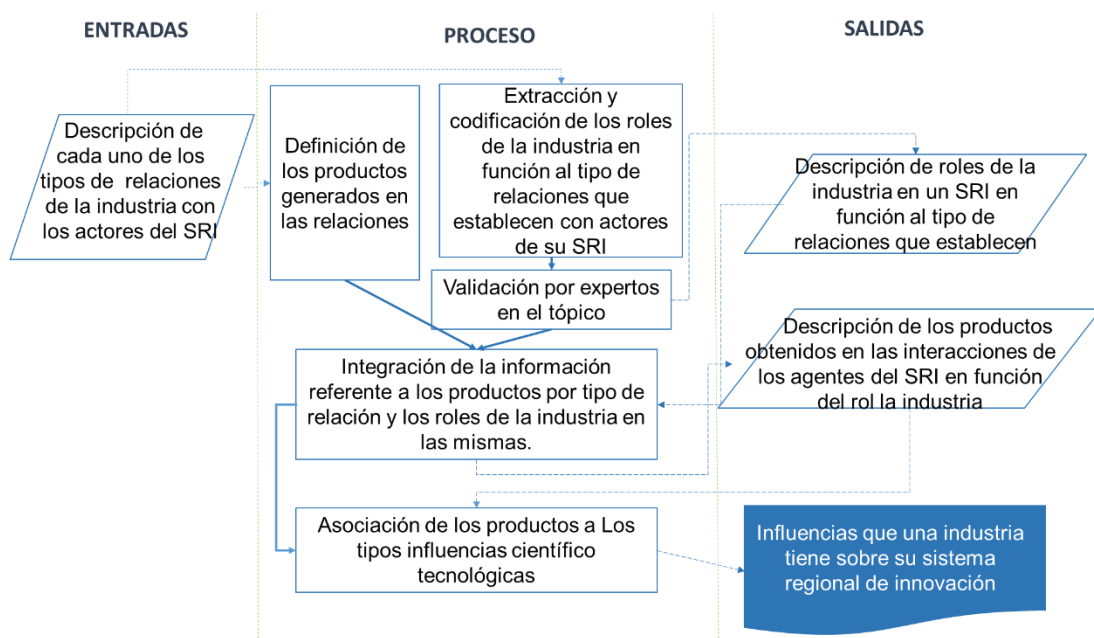 ENTRADAS
PROCESO
SALIDAS
Descripción de
cada uno de los
tipos de relaciones
de la industria con
los actores del SRI
Definición de
los productos
generados en
las relaciones
Extracción y
codificación de los roles
de la industria en
función al tipo de
relaciones que
establecen con actores
de su SRI
Validación por expertos
en el tópico
Integración de la información
referente a los productos por tipo de
relación y los roles de la industria en
las mismas.
Asociación de los productos a Los
tipos influencias científico
tecnológicas
Descripción de roles de la
industria en un SRI en
función al tipo de
relaciones que establecen
Descripción de los productos
obtenidos en las interacciones de
los agentes del SRI en función
del rol la industria
Influencias que una industria
tiene sobre su sistema
regional de innovación